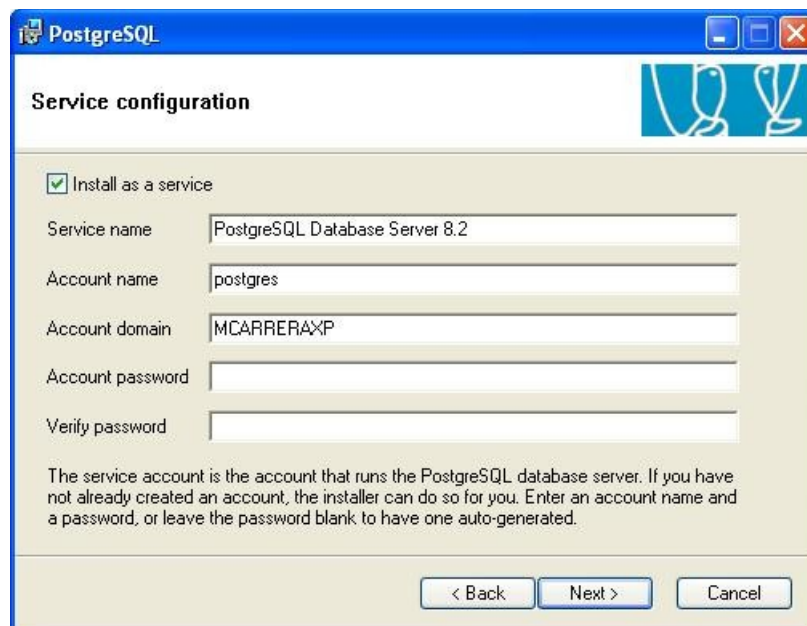 PostgreSQL
Service configuration
Install as a service
Service name PostgreSQL Database Server 8.2
Account name postgres
Account domain MCARRERAXP
Account password
Verify password
The service account is the account that runs the PostgreSQL database server. If you have
not already created an account, the installer can do so for you. Enter an account name and
a password, or leave the password blank to have one auto-generated.
< Back Next > Cancel